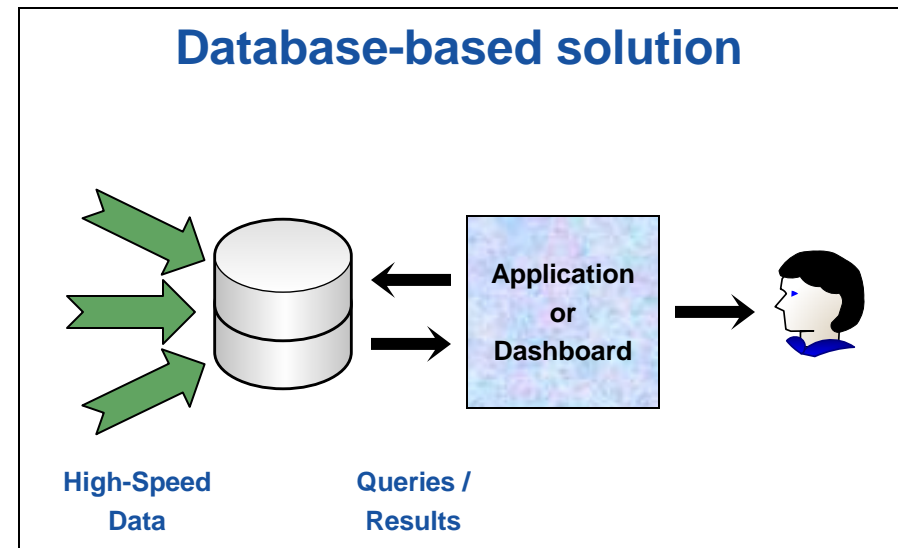 Database-based solution
Application
or
Dashboard
High-Speed
Data
Queries /
Results